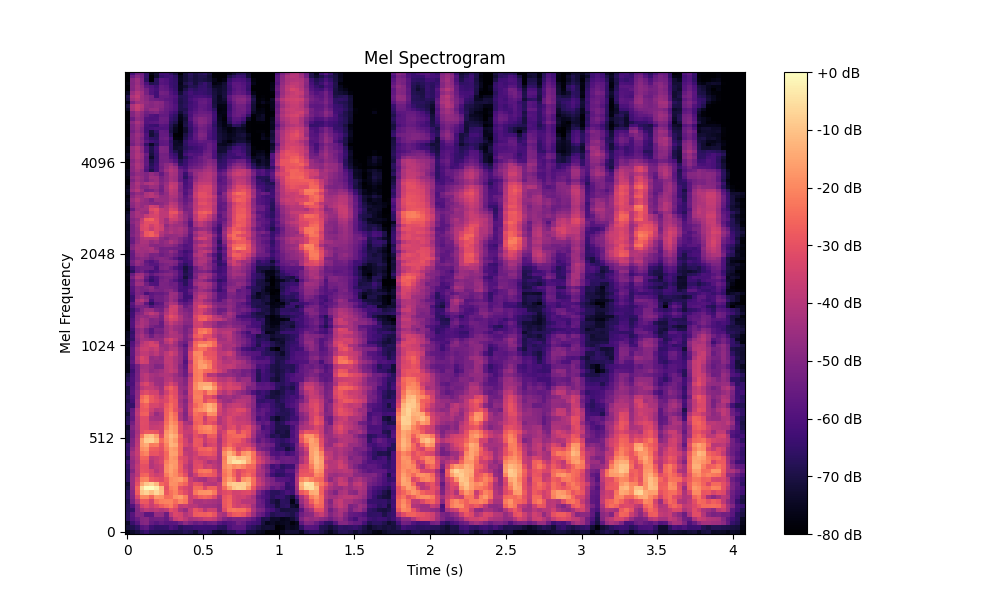 Mel Spectrogram
Mel Frequency
4096
2048
1024
512
0
0
0.5
1
1.5
2
2.5
3
3.5
4
Time (s)
+0 dB
-10 dB
-20 dB
-30 dB
-40 dB
-50 dB
-60 dB
-70 dB
-80 dB